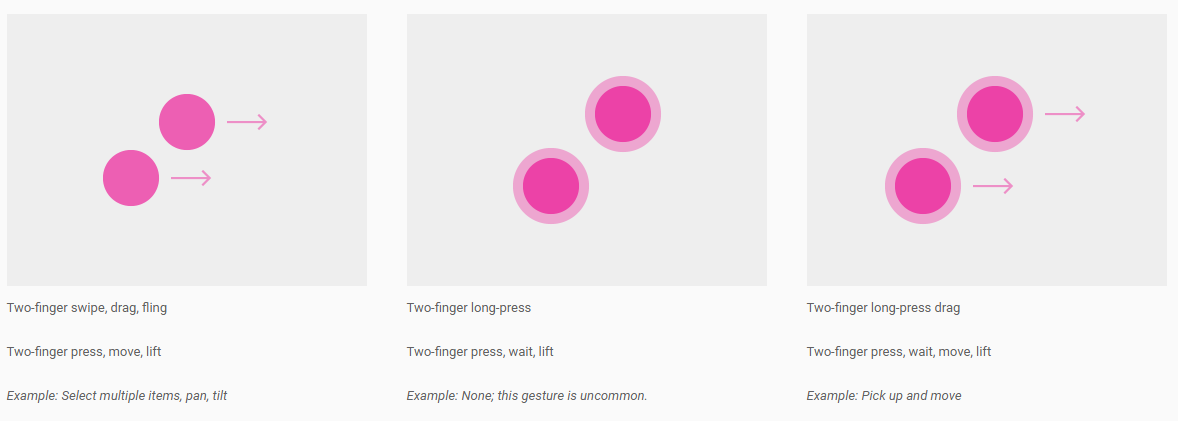 Two-finger swipe, drag, fling
Two-finger press, move, lift
Example: Select multiple items, pan, tilt
Two-finger long-press
Two-finger press, wait, lift
Example: None; this gesture is uncommon.
Two-finger long-press drag
Two-finger press, wait, move, lift
Example: Pick up and move